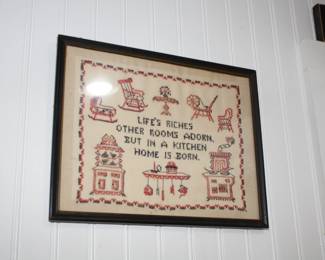 LIFE'S RICHES
OTHER ROOMS ADORN,
BUT IN A KITCHEN
HOME IS BORN.